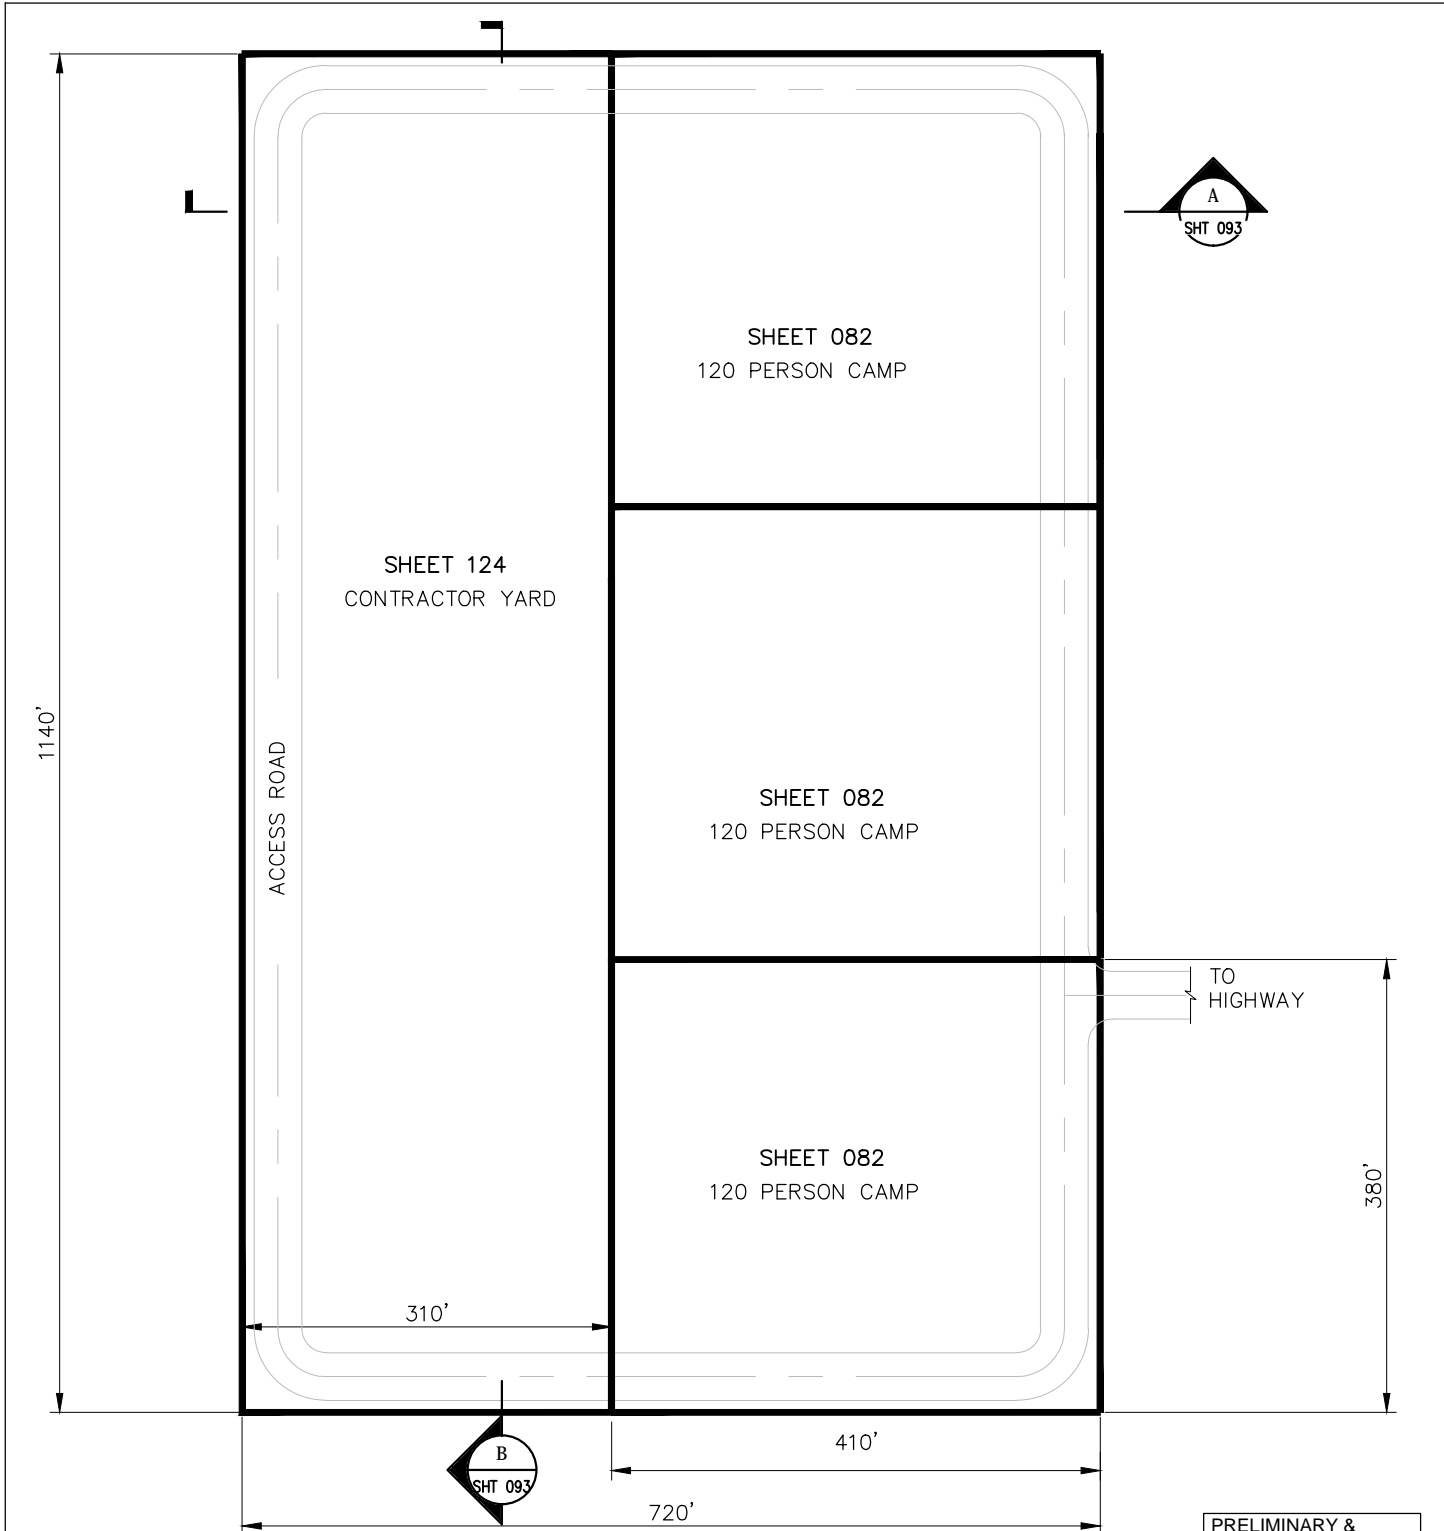 A
SHT 093
SHEET 082
120 PERSON CAMP
SHEET 124
CONTRACTOR YARD
1140'
ACCESS ROAD
SHEET 082
120 PERSON CAMP
TO
HIGHWAY
SHEET 082
120 PERSON CAMP
380'
310'
410'
B
SHT 093
720'
PRELIMINARY &